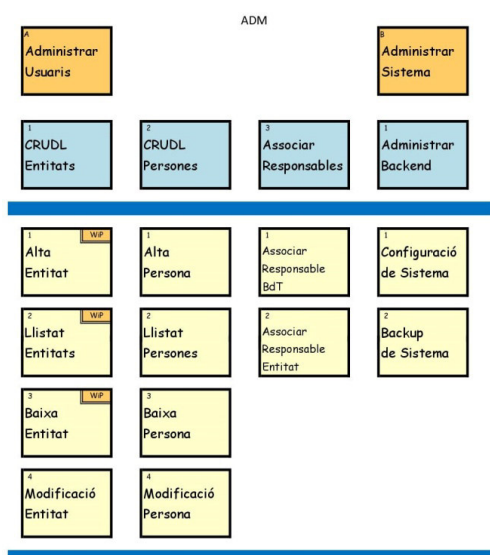 ADM
A
Administrar
Usuaris
B
Administrar
Sistema
1
CRUDL
Entitats
2
CRUDL
Persones
3
Associar
Responsables
1
Administrar
Backend
1
WiP
Alta
Entitat
1
Alta
Persona
1
Associar
Responsable
BdT
1
Configuració
de Sistema
2
WiP
Llistat
Entitats
2
Llistat
Persones
2
Associar
Responsable
Entitat
2
Backup
de Sistema
3
WiP
Baixa
Entitat
3
Baixa
Persona
4
Modificació
Entitat
4
Modificació
Persona